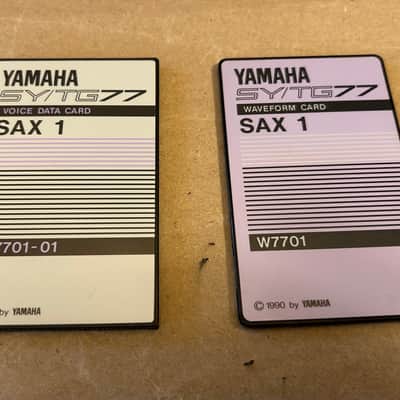 YAMAHA
SY/TG77
VOICE DATA CARD
SAX 1
7701-01
by YAMAHA
YAMAHA
SY/TG77
WAVEFORM CARD
SAX 1
W7701
© 1990 by YAMAHA